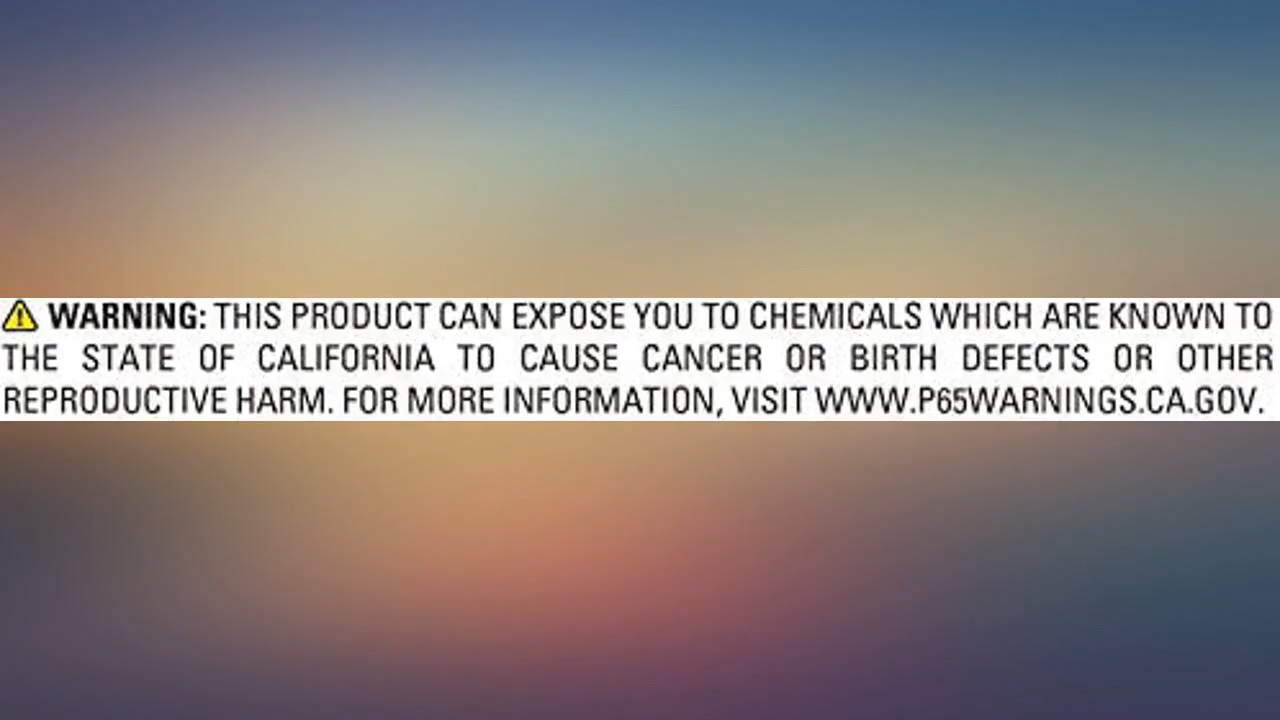 ⚠ WARNING: THIS PRODUCT CAN EXPOSE YOU TO CHEMICALS WHICH ARE KNOWN TO
THE STATE OF CALIFORNIA TO CAUSE CANCER OR BIRTH DEFECTS OR OTHER
REPRODUCTIVE HARM. FOR MORE INFORMATION, VISIT WWW.P65WARNINGS.CA.GOV.